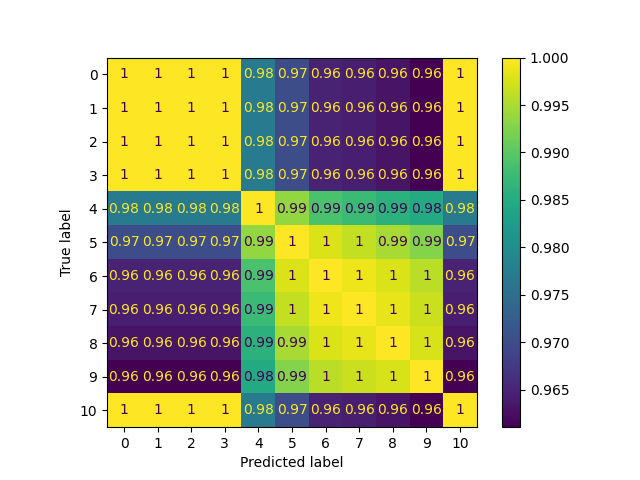 0 1 1 1 1 0.98 0.97 0.96 0.96 0.96 0.96 1 1.000
1 1 1 1 1 0.98 0.97 0.96 0.96 0.96 0.96 1 0.995
2 1 1 1 1 0.98 0.97 0.96 0.96 0.96 0.96 1 0.990
3 1 1 1 1 0.98 0.97 0.96 0.96 0.96 0.96 1 0.985
4 0.98 0.98 0.98 0.98 1 0.99 0.99 0.99 0.99 0.98 0.98 0.980
5 0.97 0.97 0.97 0.97 0.99 1 1 1 0.99 0.99 0.97 0.975
6 0.96 0.96 0.96 0.96 0.99 1 1 1 1 1 0.96 0.970
7 0.96 0.96 0.96 0.96 0.99 1 1 1 1 1 0.96 0.965
8 0.96 0.96 0.96 0.96 0.99 0.99 1 1 1 1 0.96
9 0.96 0.96 0.96 0.96 0.98 0.99 1 1 1 1 0.96
10 1 1 1 1 0.98 0.97 0.96 0.96 0.96 0.96 1
0 1 2 3 4 5 6 7 8 9 10
Predicted label
True label